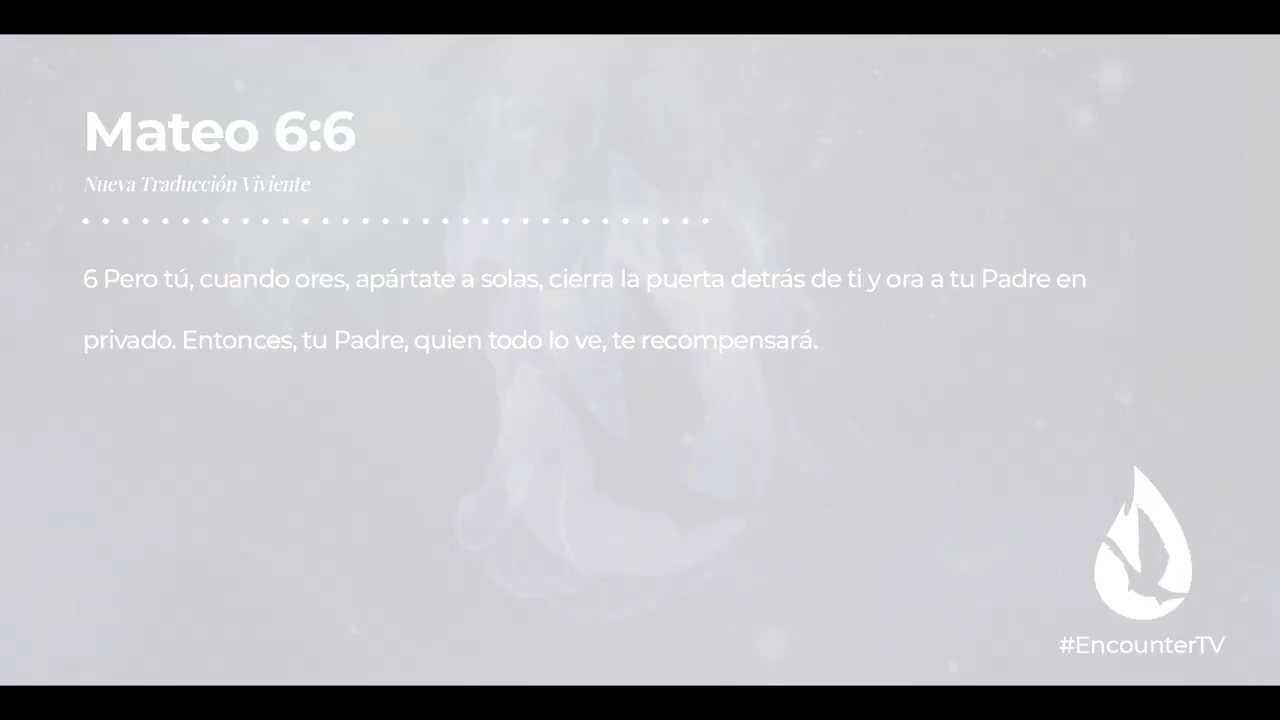 Mateo 6:6
Nueva Traducción Viviente
6 Pero tú, cuando ores, apártate a solas, cierra la puerta detrás de ti y ora a tu Padre en
privado. Entonces, tu Padre, quien todo lo ve, te recompensará.
#EncounterTV